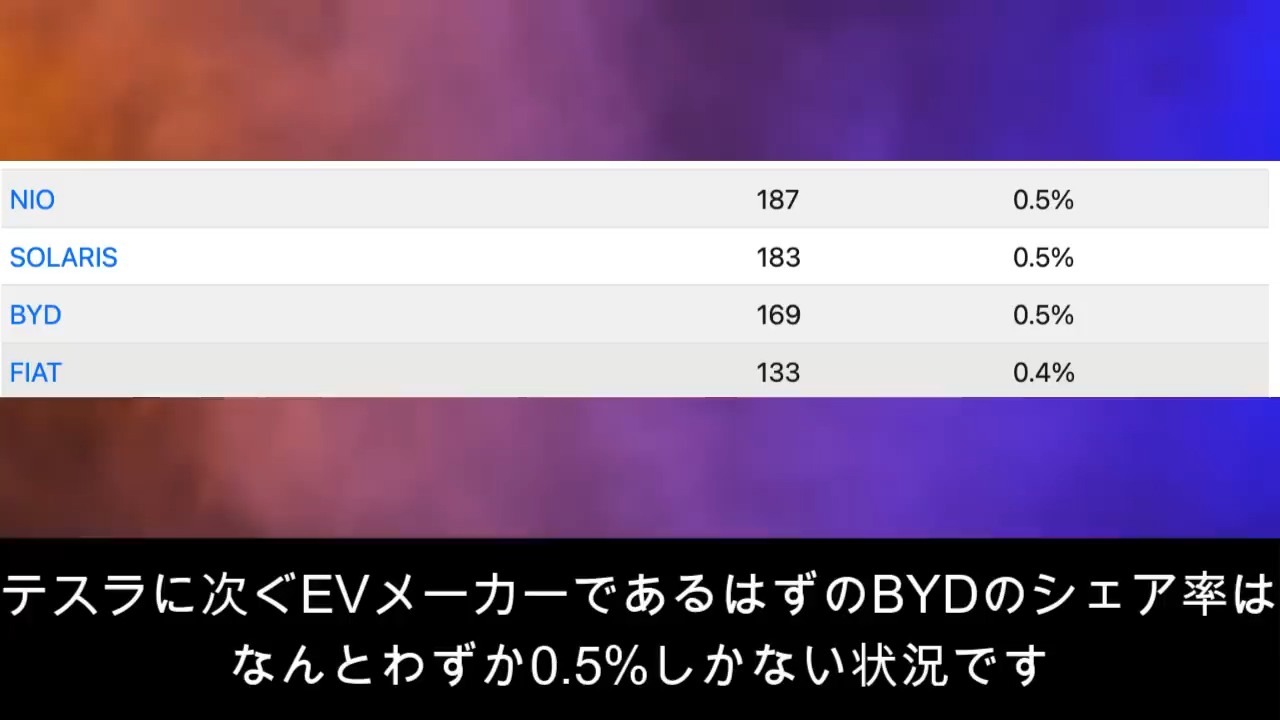 NIO 187 0.5%
SOLARIS 183 0.5%
BYD 169 0.5%
FIAT 133 0.4%
テスラに次ぐEVメーカーであるはずのBYDのシェア率は
なんとわずか0.5%しかない状況です